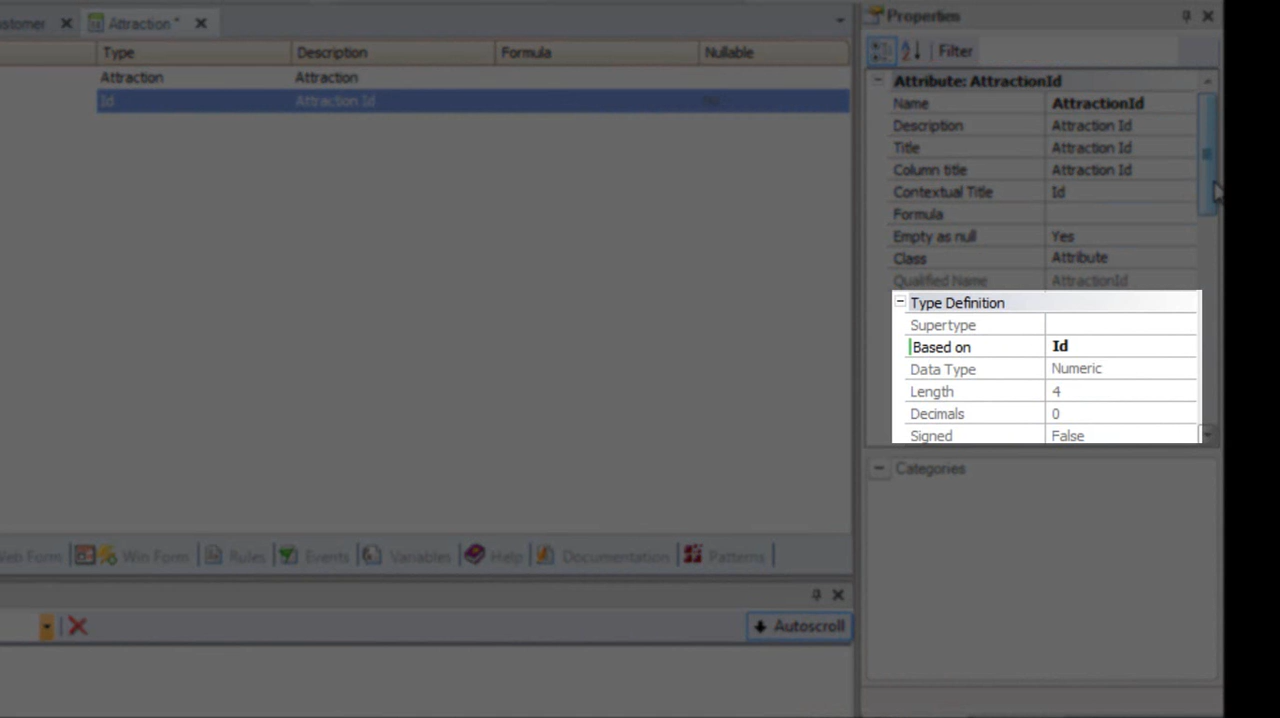 ustomer Attraction *
Type Description Formula Nullable
Attraction Attraction
Id Attraction Id No
Web Form Win Form Rules Events Variables Help Documentation Patterns
Autoscroll
Properties
Filter
Attribute: AttractionId
Name AttractionId
Description Attraction Id
Title Attraction Id
Column title Attraction Id
Contextual Title Id
Formula
Empty as null Yes
Class Attribute
Qualified Name AttractionId
Type Definition
Supertype
Based on Id
Data Type Numeric
Length 4
Decimals 0
Signed False
Categories